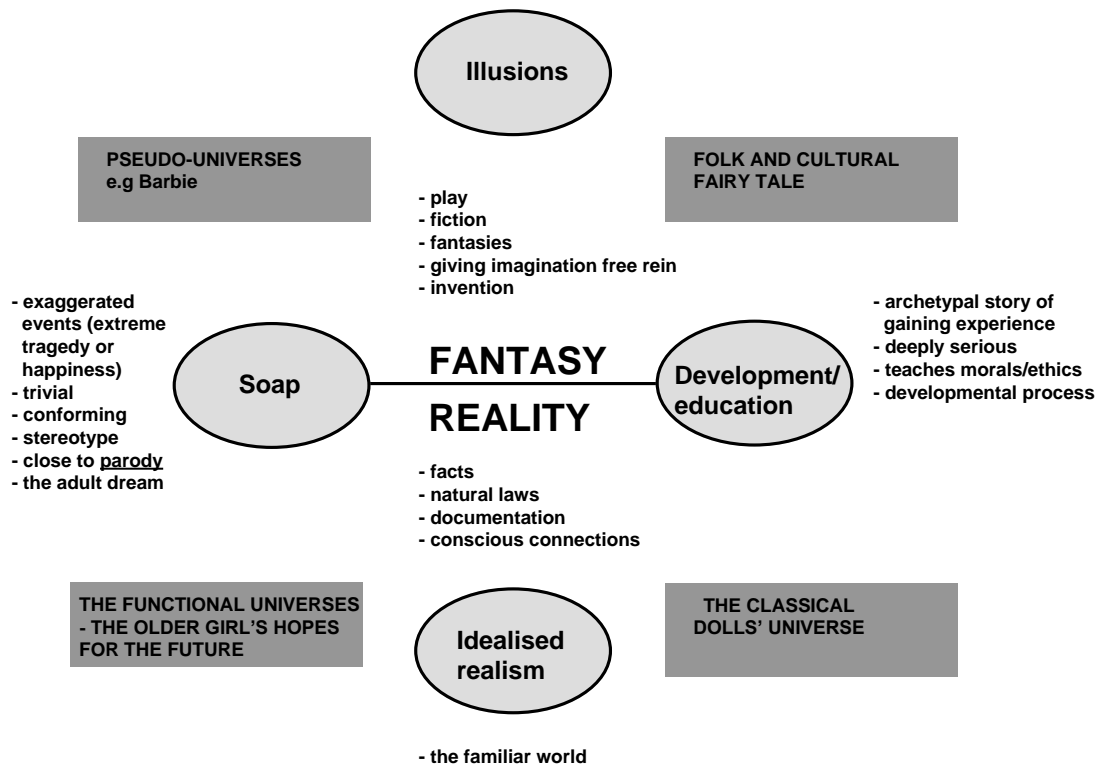 Illusions
PSEUDO-UNIVERSES
e.g Barbie
FOLK AND CULTURAL
FAIRY TALE
- play
- fiction
- fantasies
- giving imagination free rein
- invention
- exaggerated
events (extreme
tragedy or
happiness)
- trivial
- conforming
- stereotype
- close to parody
- the adult dream
Soap
FANTASY
REALITY
Development/
education
- archetypal story of
gaining experience
- deeply serious
- teaches morals/ethics
- developmental process
- facts
- natural laws
- documentation
- conscious connections
THE FUNCTIONAL UNIVERSES
- THE OLDER GIRL’S HOPES
FOR THE FUTURE
Idealised
realism
THE CLASSICAL
DOLLS’ UNIVERSE
- the familiar world